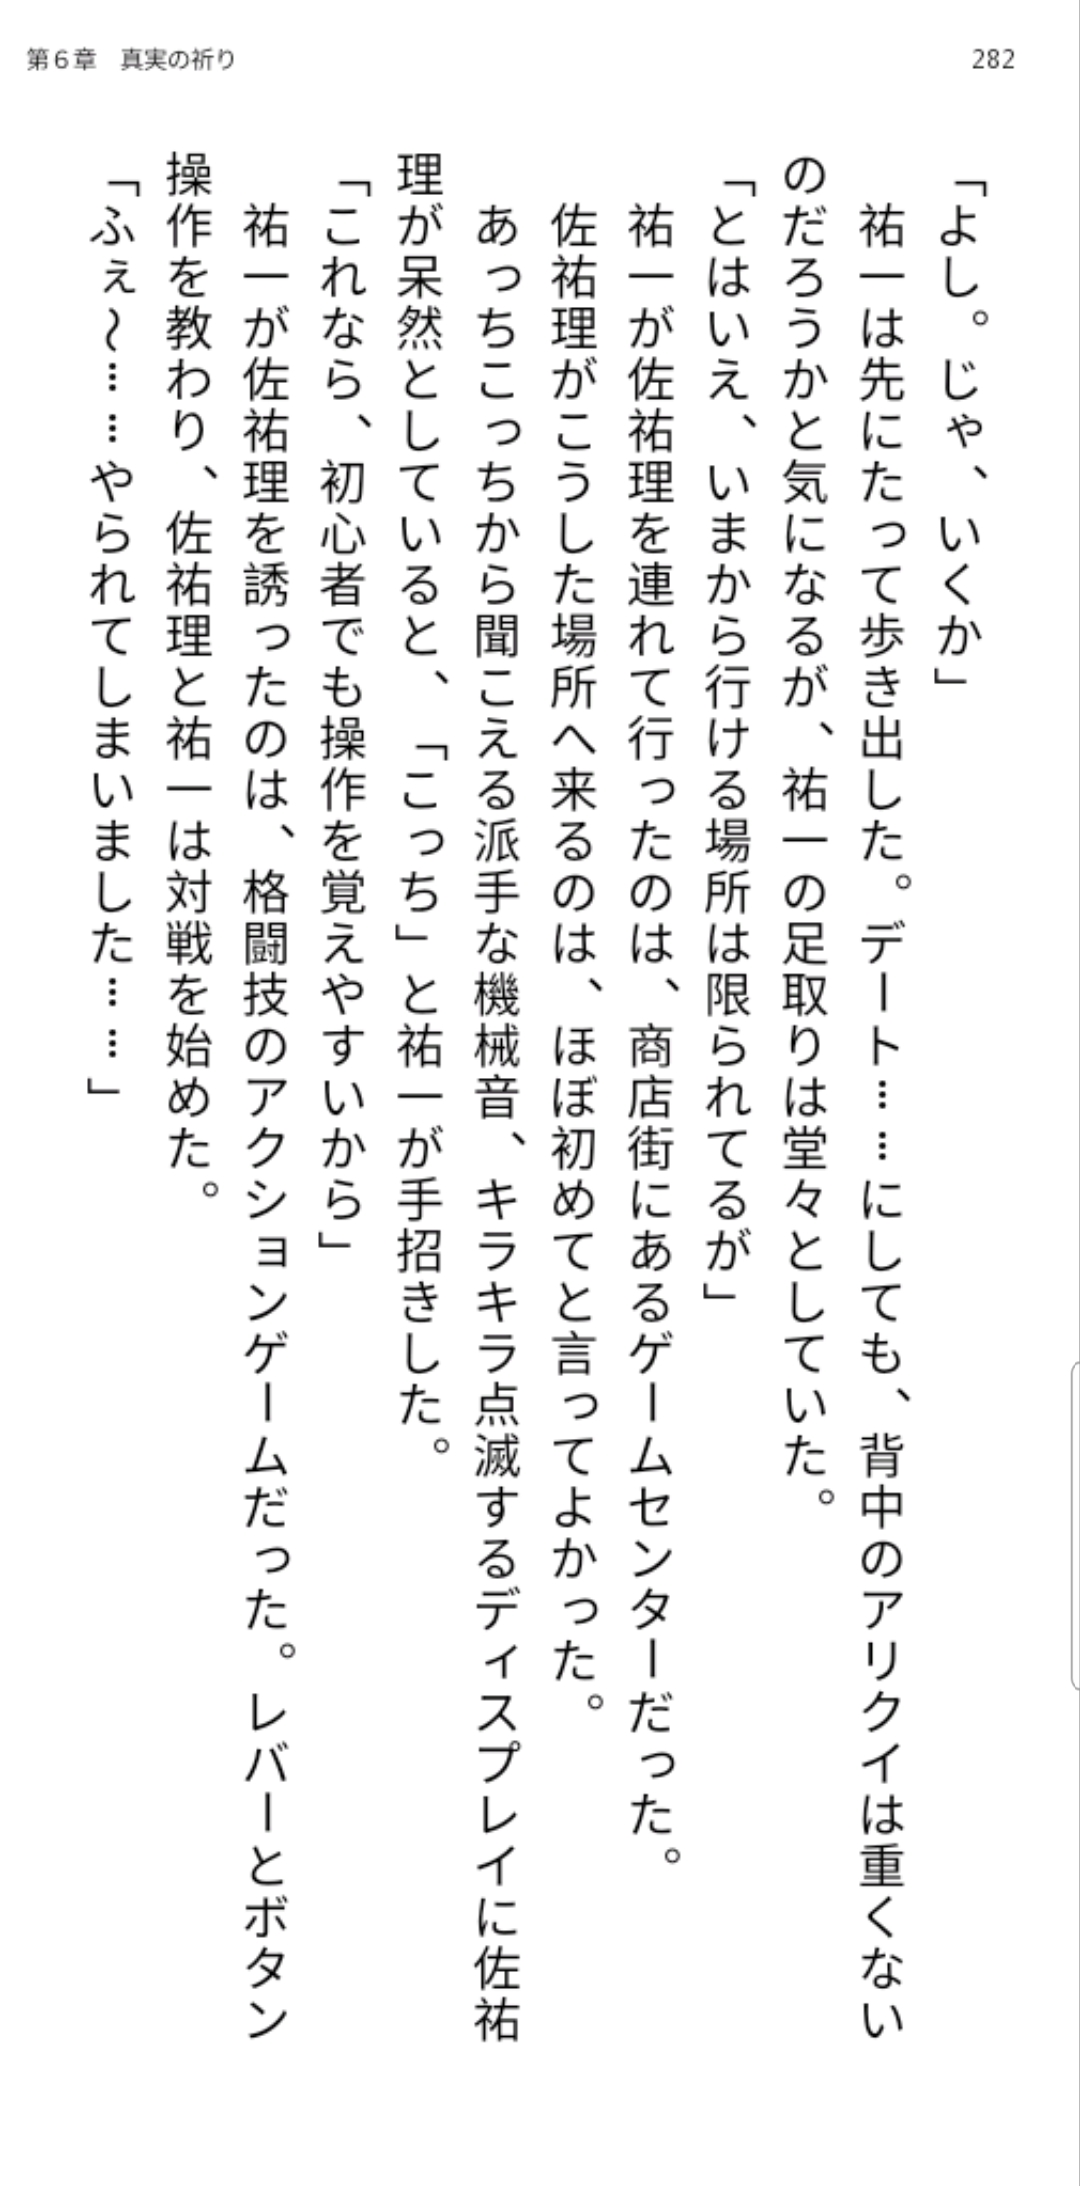 第６章　真実の祈り
282
「よし。じゃ、いくか」
　祐一は先にたって歩き出した。デート……にしても、背中のアリクイは重くない
のだろうかと気になるが、祐一の足取りは堂々としていた。
「とはいえ、いまから行ける場所は限られてるが」
　祐一が佐祐理を連れて行ったのは、商店街にあるゲームセンターだった。
　佐祐理がこうした場所へ来るのは、ほぼ初めてと言ってよかった。
　あっちこっちから聞こえる派手な機械音、キラキラ点滅するディスプレイに佐祐
理が呆然としていると、「こっち」と祐一が手招きした。
「これなら、初心者でも操作を覚えやすいから」
　祐一が佐祐理を誘ったのは、格闘技のアクションゲームだった。レバーとボタン
操作を教わり、佐祐理と祐一は対戦を始めた。
「ふぇ～……やられてしまいました……」